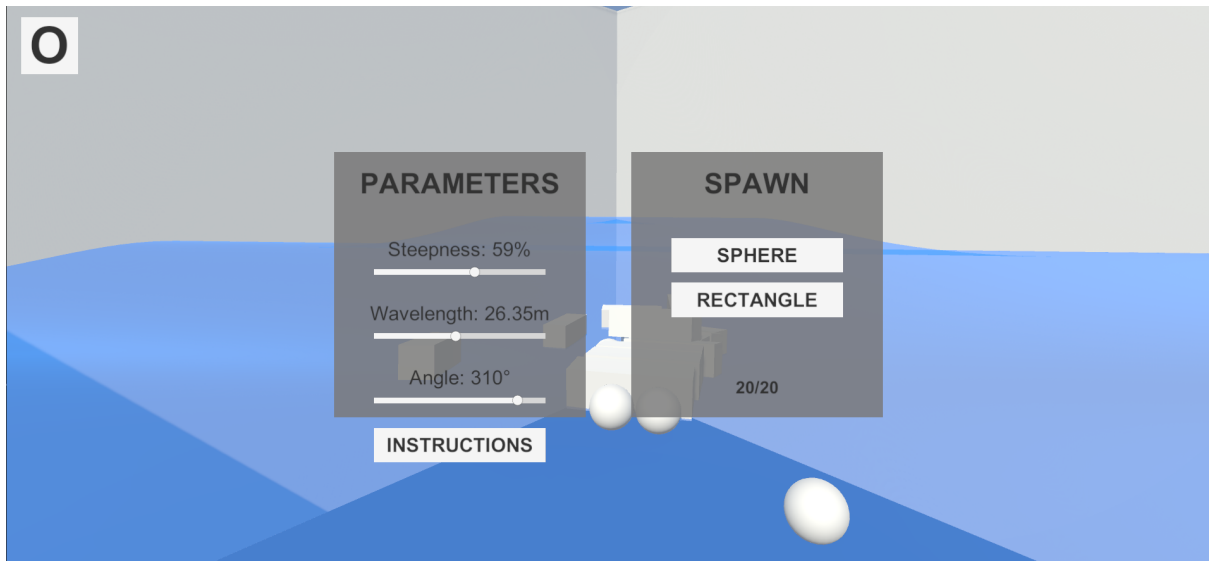 O
PARAMETERS
Steepness: 59%
Wavelength: 26.35m
Angle: 310°
INSTRUCTIONS
SPAWN
SPHERE
RECTANGLE
20/20